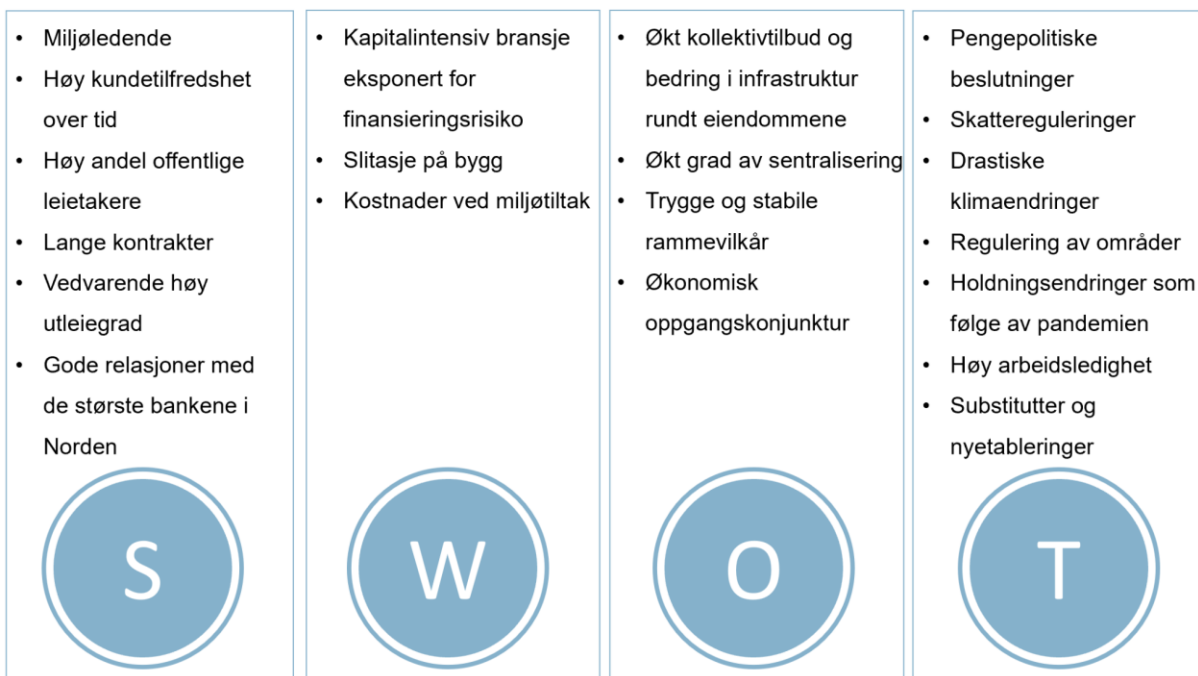 • Miljøledende
• Høy kundetilfredshet
over tid
• Høy andel offentlige
leietakere
• Lange kontrakter
• Vedvarende høy
utleiegrad
• Gode relasjoner med
de største bankene i
Norden
S
• Kapitalintensiv bransje
eksponert for
finansieringsrisiko
• Slitasje på bygg
• Kostnader ved miljøtiltak
W
• Økt kollektivtilbud og
bedring i infrastruktur
rundt eiendommene
• Økt grad av sentralisering
• Trygge og stabile
rammevilkår
• Økonomisk
oppgangskonjunktur
O
• Pengepolitiske
beslutninger
• Skattereguleringer
• Drastiske
klimaendringer
• Regulering av områder
• Holdningsendringer som
følge av pandemien
• Høy arbeidsledighet
• Substitutter og
nyetableringer
T